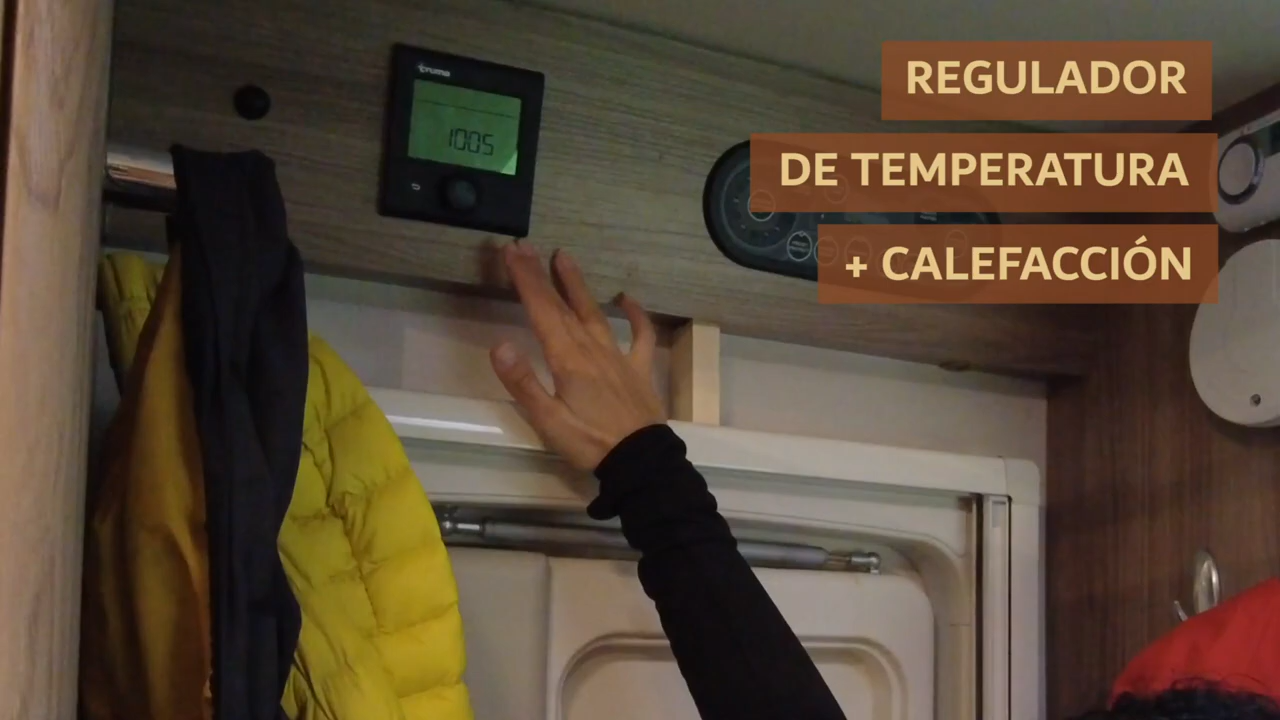 truma
1005
REGULADOR
DE TEMPERATURA
+ CALEFACCIÓN